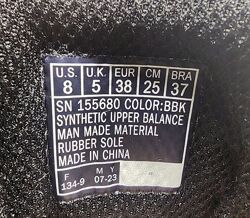 U.S. U.K. EUR CM BRA
8 5 38 25 37
SN 155680 COLOR:BBK
SYNTHETIC UPPER BALANCE
MAN MADE MATERIAL
RUBBER SOLE
MADE IN CHINA
F M Y
134-9 07-23